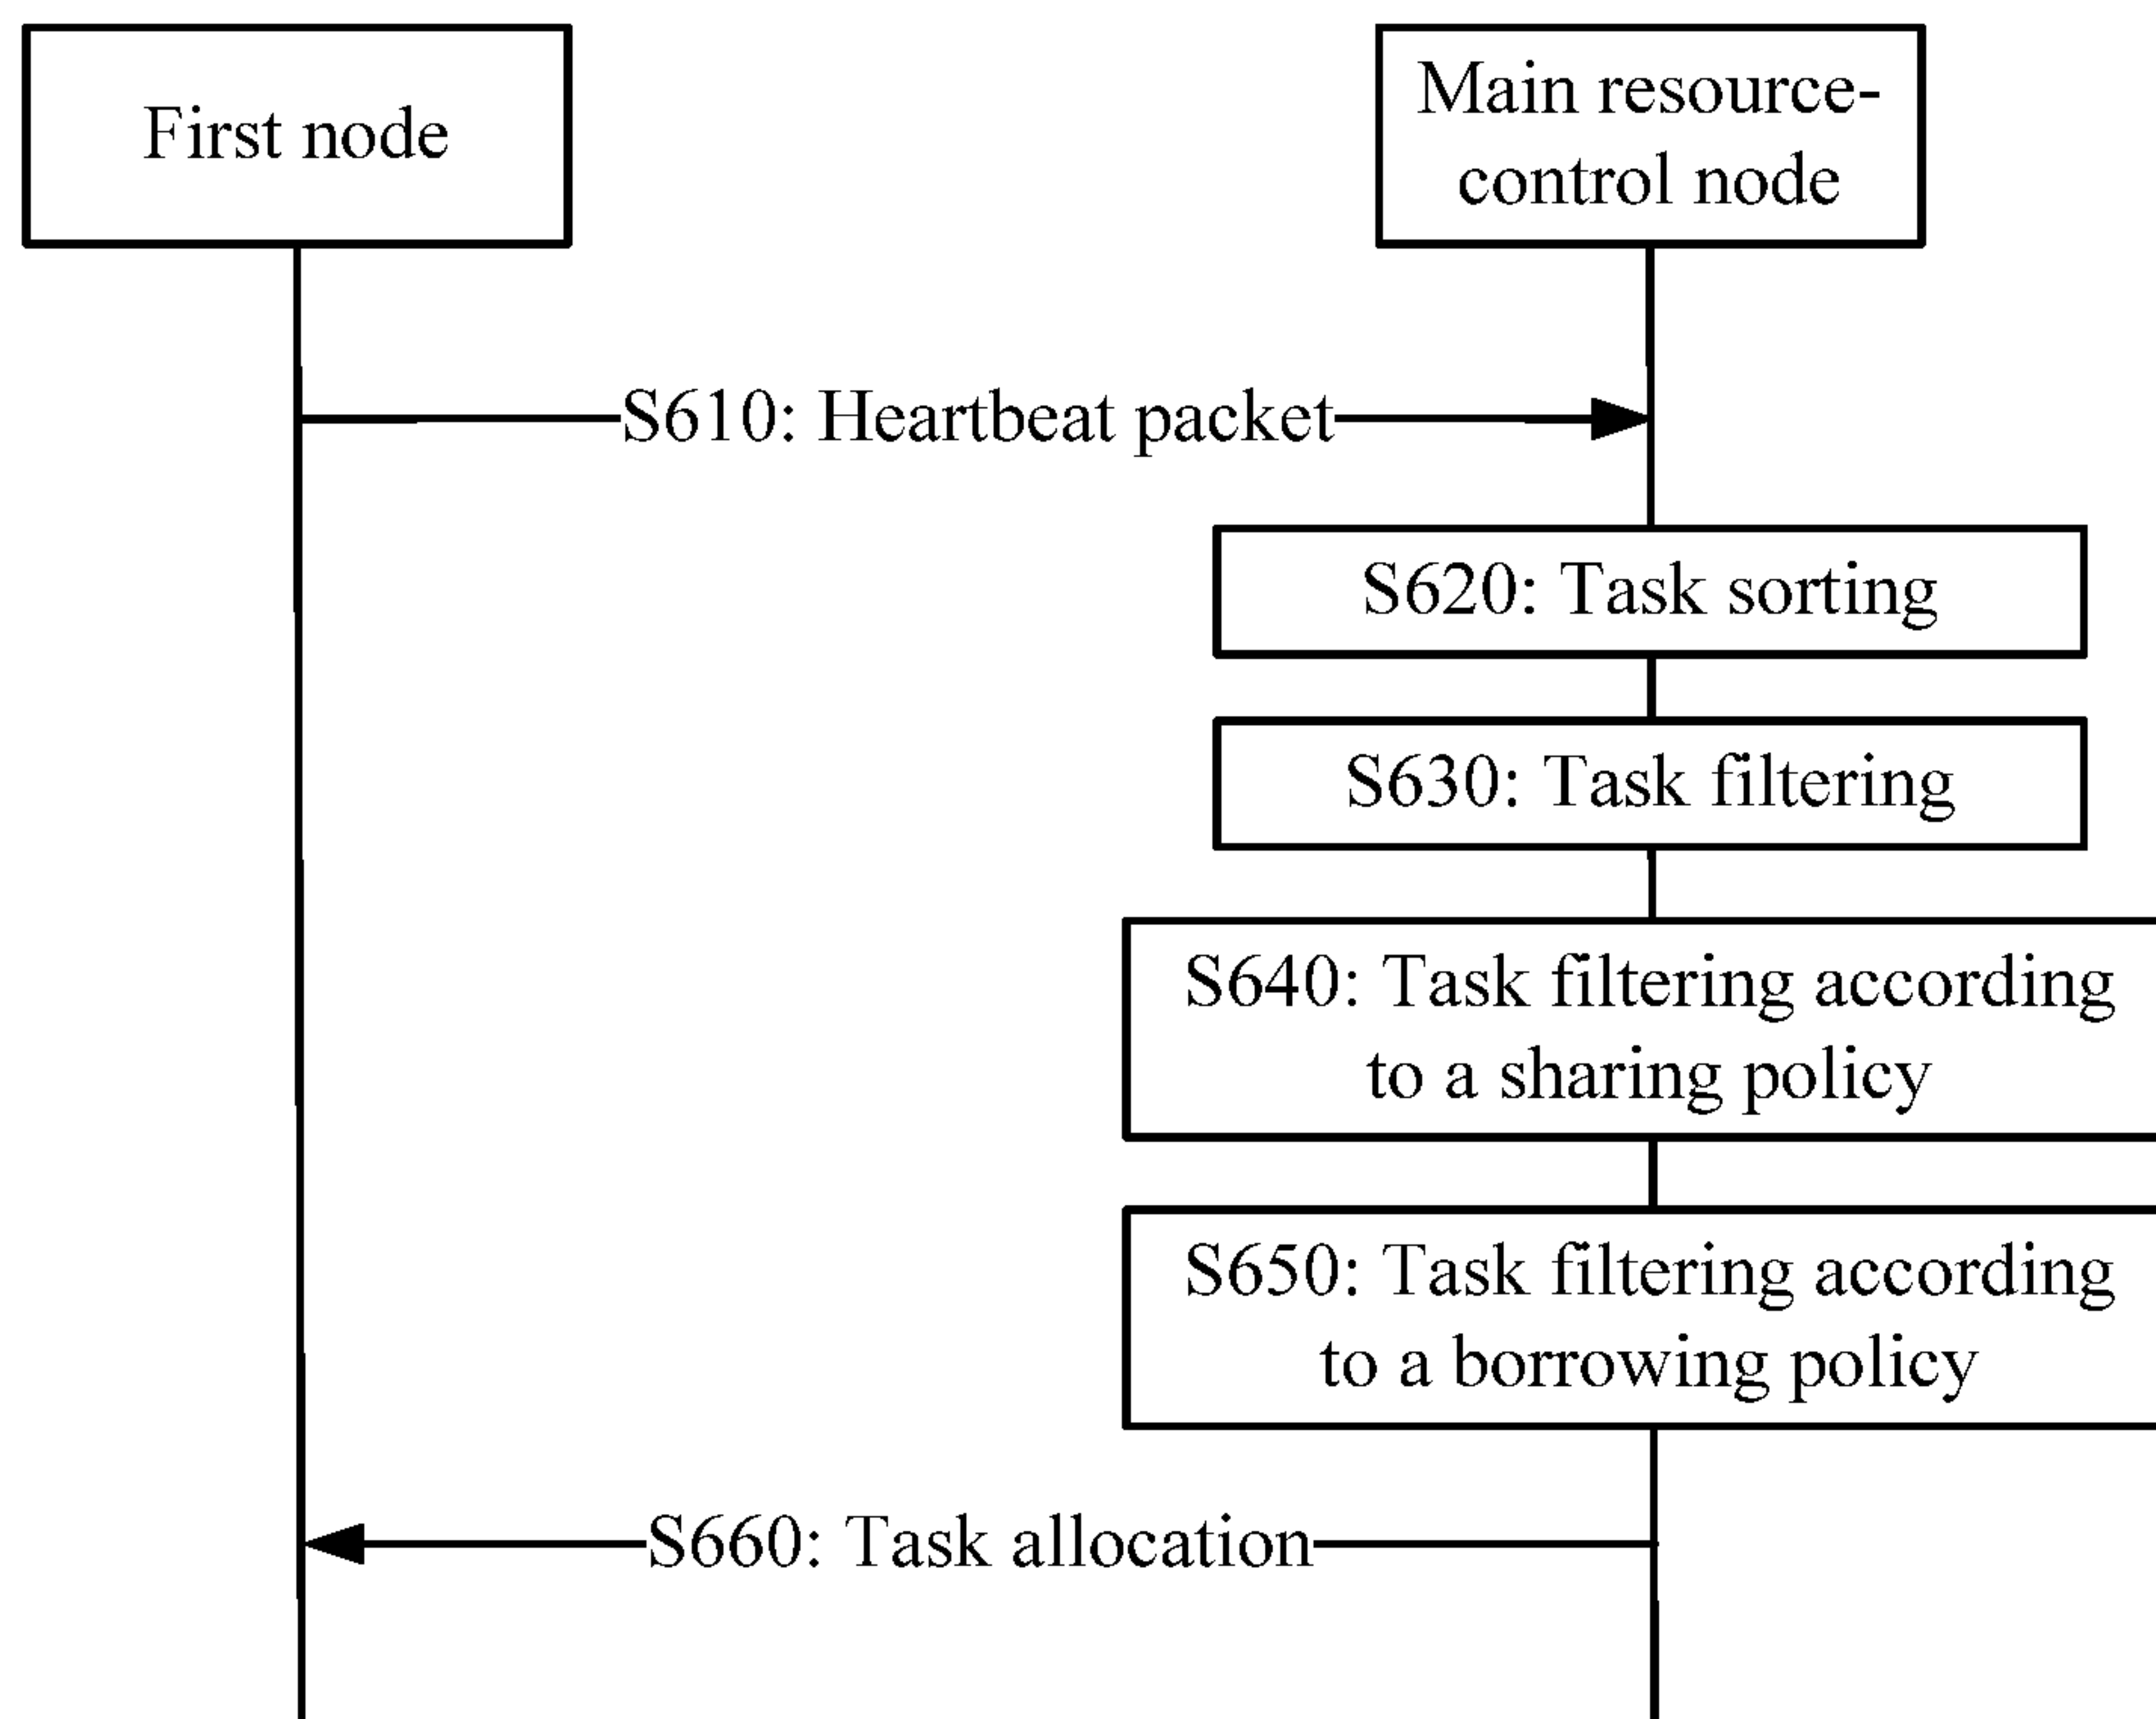 First node
Main resource-
control node
S610: Heartbeat packet
S620: Task sorting
S630: Task filtering
S640: Task filtering according
to a sharing policy
S650: Task filtering according
to a borrowing policy
S660: Task allocation